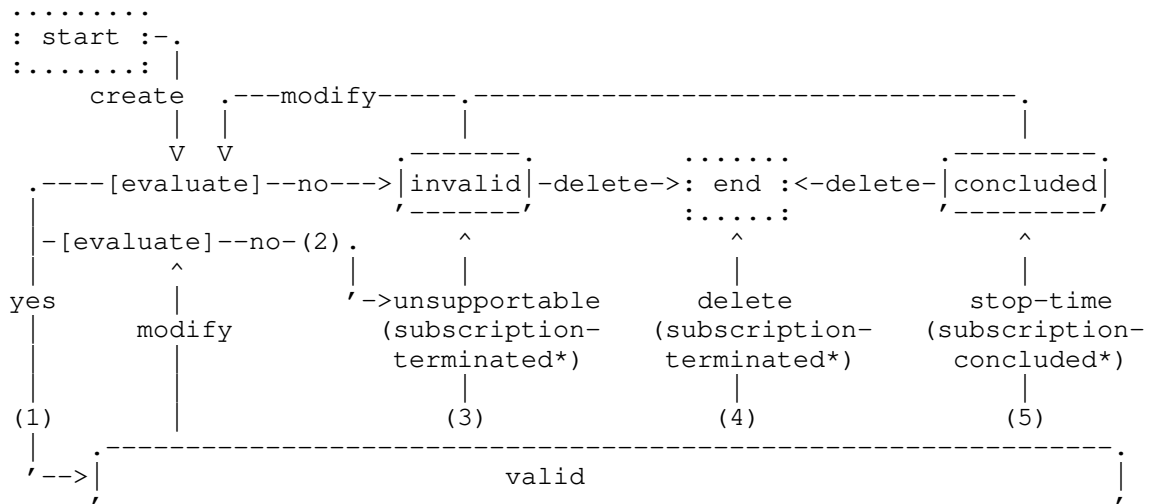 .........
: start :-.
:.......: |
create .---modify-----.----------------------------------.
| | | |
V V .-------. ....... .---------.
.----[evaluate]--no--->|invalid|-delete->: end :<-delete-|concluded|
| '-------' :.....: '---------'
|-[evaluate]--no-(2). ^ ^ ^
| ^ | | | |
yes | '->unsupportable delete stop-time
| modify (subscription- (subscription- (subscription-
| | terminated*) terminated*) concluded*)
| | | | |
(1) | (3) (4) (5)
| .---------------------------------------------------------------.
'-->| valid |
' '